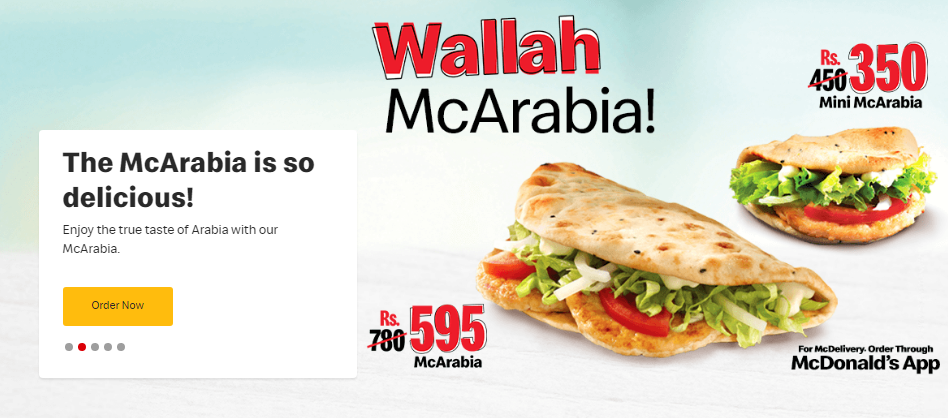 Wallah
McArabia!
Rs.
450 350
Mini McArabia
The McArabia is so
delicious!
Enjoy the true taste of Arabia with our
McArabia.
Order Now
Rs.
780 595
McArabia
For McDelivery. Order Through
McDonald's App